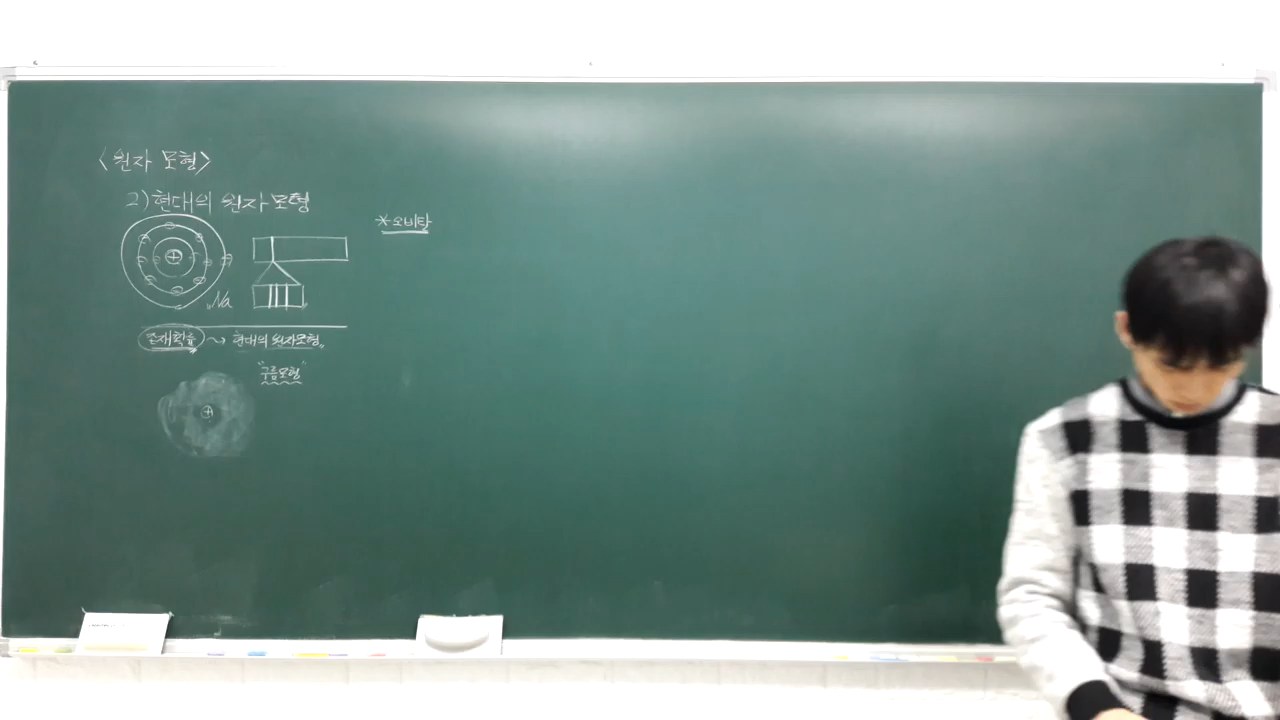 <원자 모형>
2) 현대의 원자 모형
*오비탈
Na
존재확률 ~> 현대의 원자모형
"구름모형"